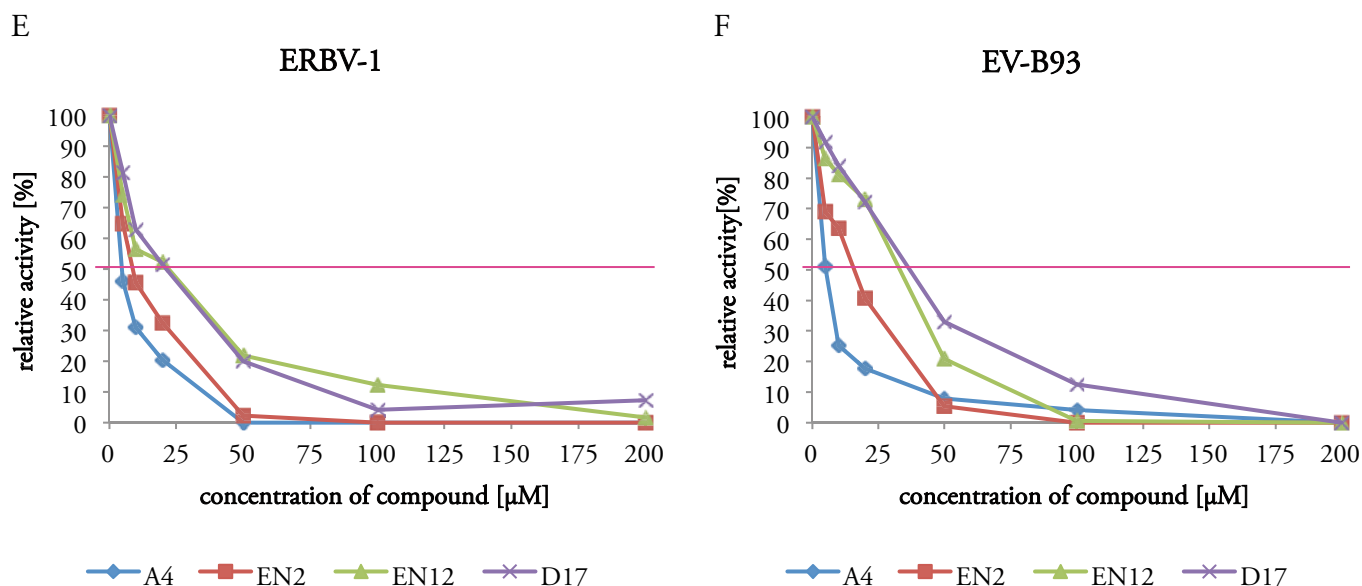 E
ERBV-1
100
90
80
70
60
50
40
30
20
10
0
relative activity [%]
0 25 50 75 100 125 150 175 200
concentration of compound [µM]
A4 EN2 EN12 D17
F
EV-B93
100
90
80
70
60
50
40
30
20
10
0
relative activity[%]
0 25 50 75 100 125 150 175 200
concentration of compound [µM]
A4 EN2 EN12 D17